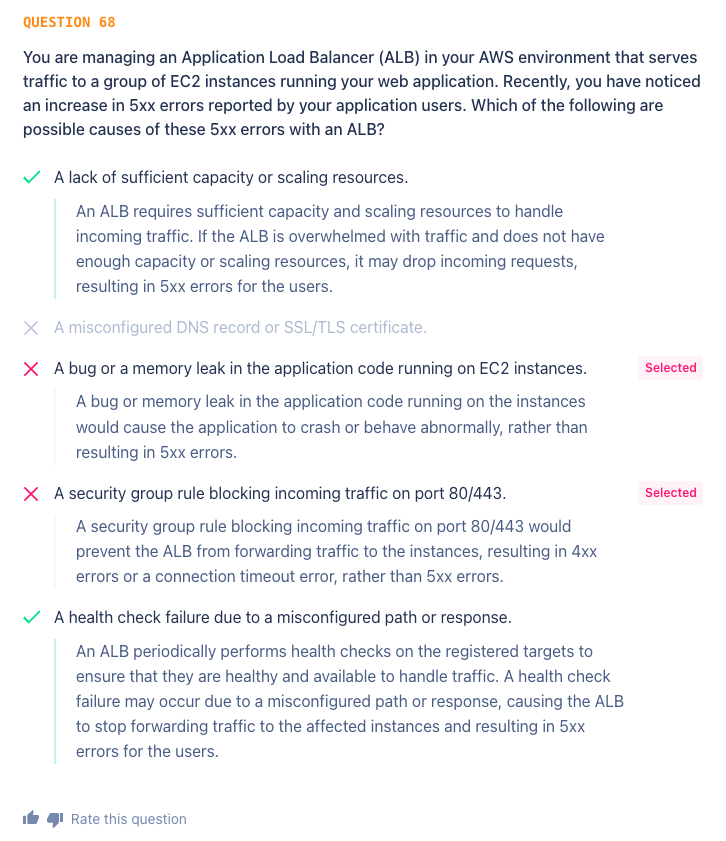 QUESTION 68
You are managing an Application Load Balancer (ALB) in your AWS environment that serves
traffic to a group of EC2 instances running your web application. Recently, you have noticed
an increase in 5xx errors reported by your application users. Which of the following are
possible causes of these 5xx errors with an ALB?
A lack of sufficient capacity or scaling resources.
An ALB requires sufficient capacity and scaling resources to handle
incoming traffic. If the ALB is overwhelmed with traffic and does not have
enough capacity or scaling resources, it may drop incoming requests,
resulting in 5xx errors for the users.
A misconfigured DNS record or SSL/TLS certificate.
A bug or a memory leak in the application code running on EC2 instances.
Selected
A bug or memory leak in the application code running on the instances
would cause the application to crash or behave abnormally, rather than
resulting in 5xx errors.
A security group rule blocking incoming traffic on port 80/443.
Selected
A security group rule blocking incoming traffic on port 80/443 would
prevent the ALB from forwarding traffic to the instances, resulting in 4xx
errors or a connection timeout error, rather than 5xx errors.
A health check failure due to a misconfigured path or response.
An ALB periodically performs health checks on the registered targets to
ensure that they are healthy and available to handle traffic. A health check
failure may occur due to a misconfigured path or response, causing the ALB
to stop forwarding traffic to the affected instances and resulting in 5xx
errors for the users.
Rate this question